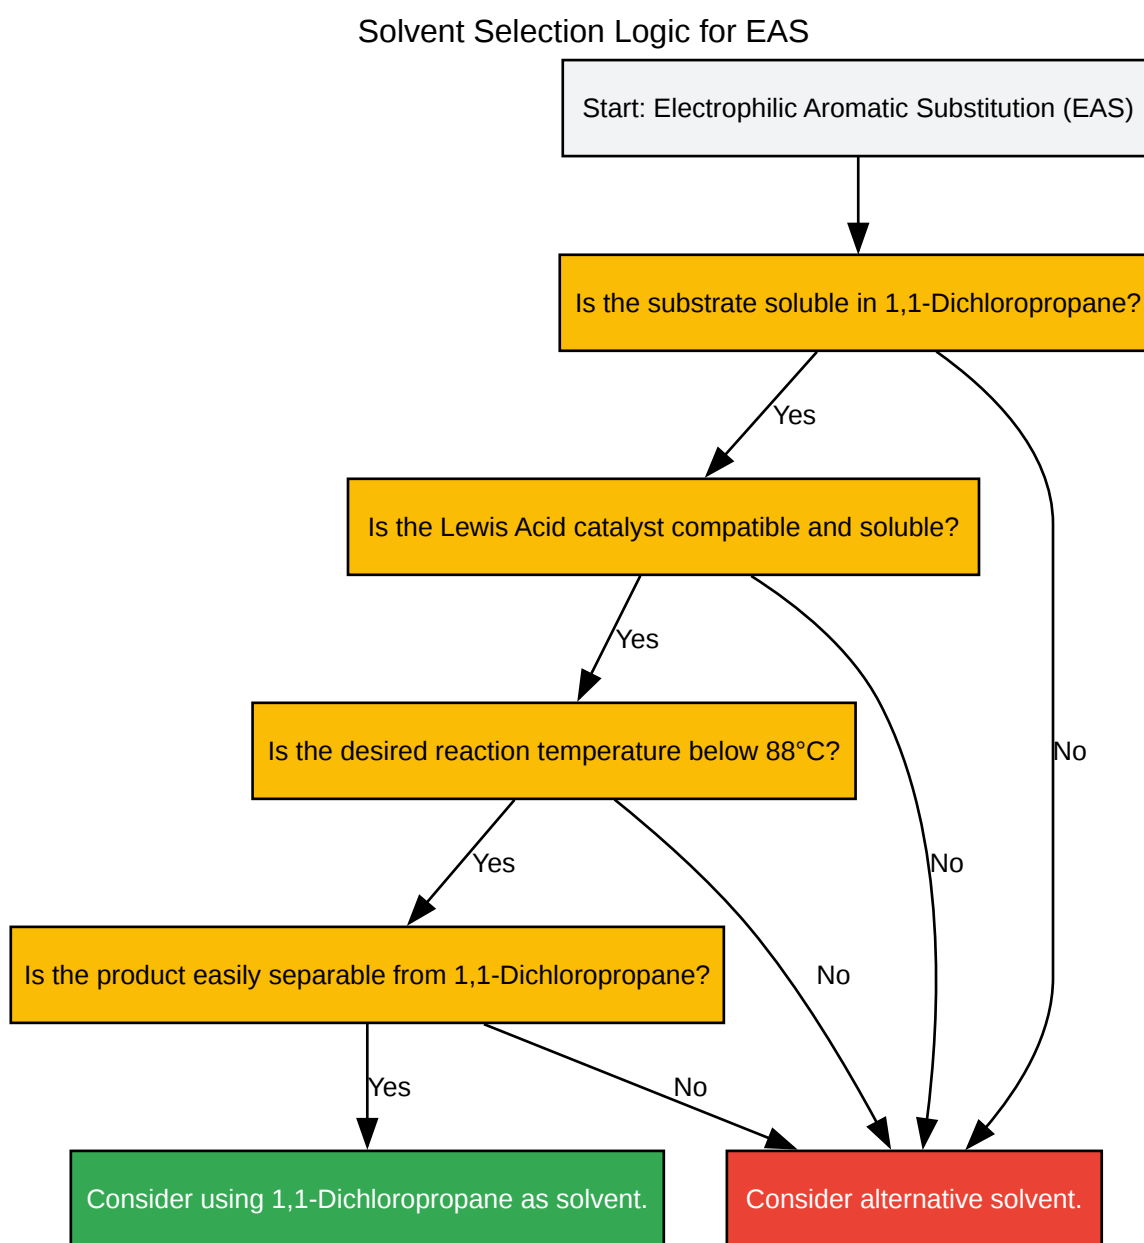 Solvent Selection Logic for EAS
Start: Electrophilic Aromatic Substitution (EAS)
Is the substrate soluble in 1,1-Dichloropropane?
Yes
Is the Lewis Acid catalyst compatible and soluble?
Yes
Is the desired reaction temperature below 88°C?
No
Yes
No
Is the product easily separable from 1,1-Dichloropropane?
No
Yes
No
Consider using 1,1-Dichloropropane as solvent.
Consider alternative solvent.